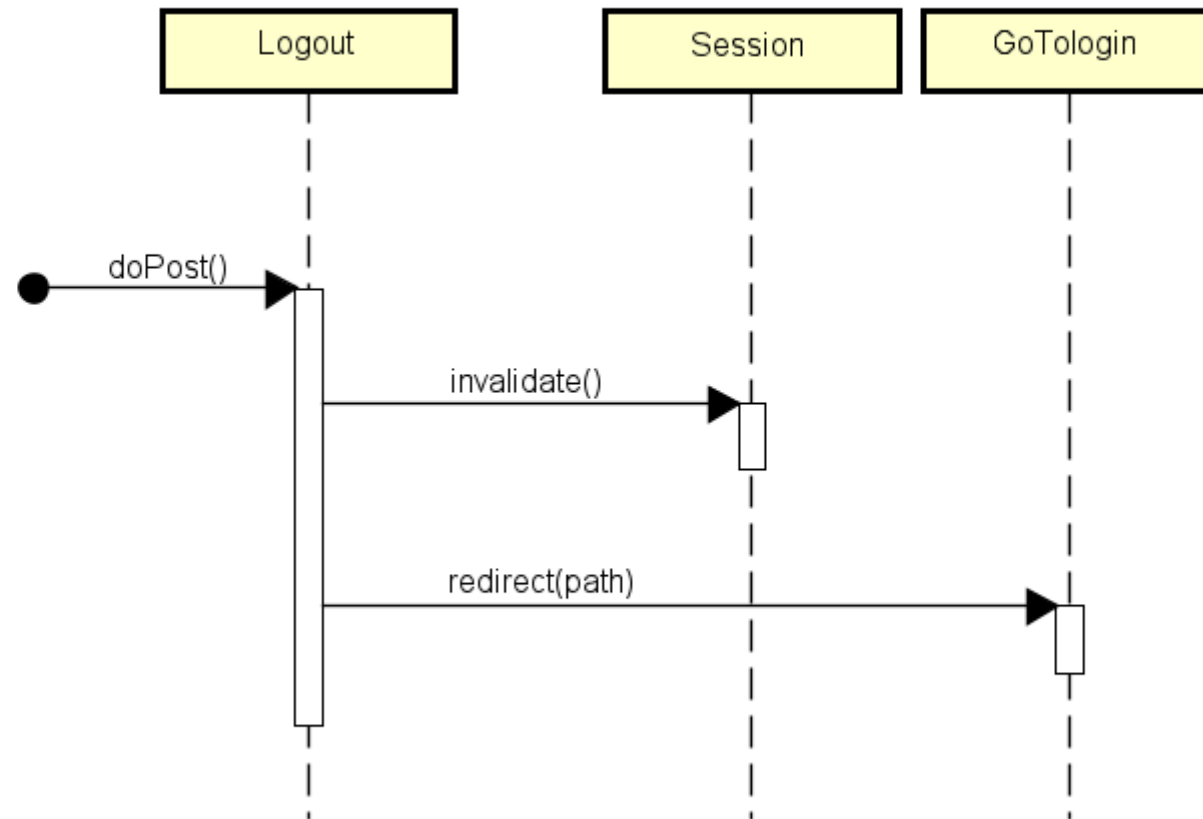 Logout
Session
GoTologin
doPost()
invalidate()
redirect(path)